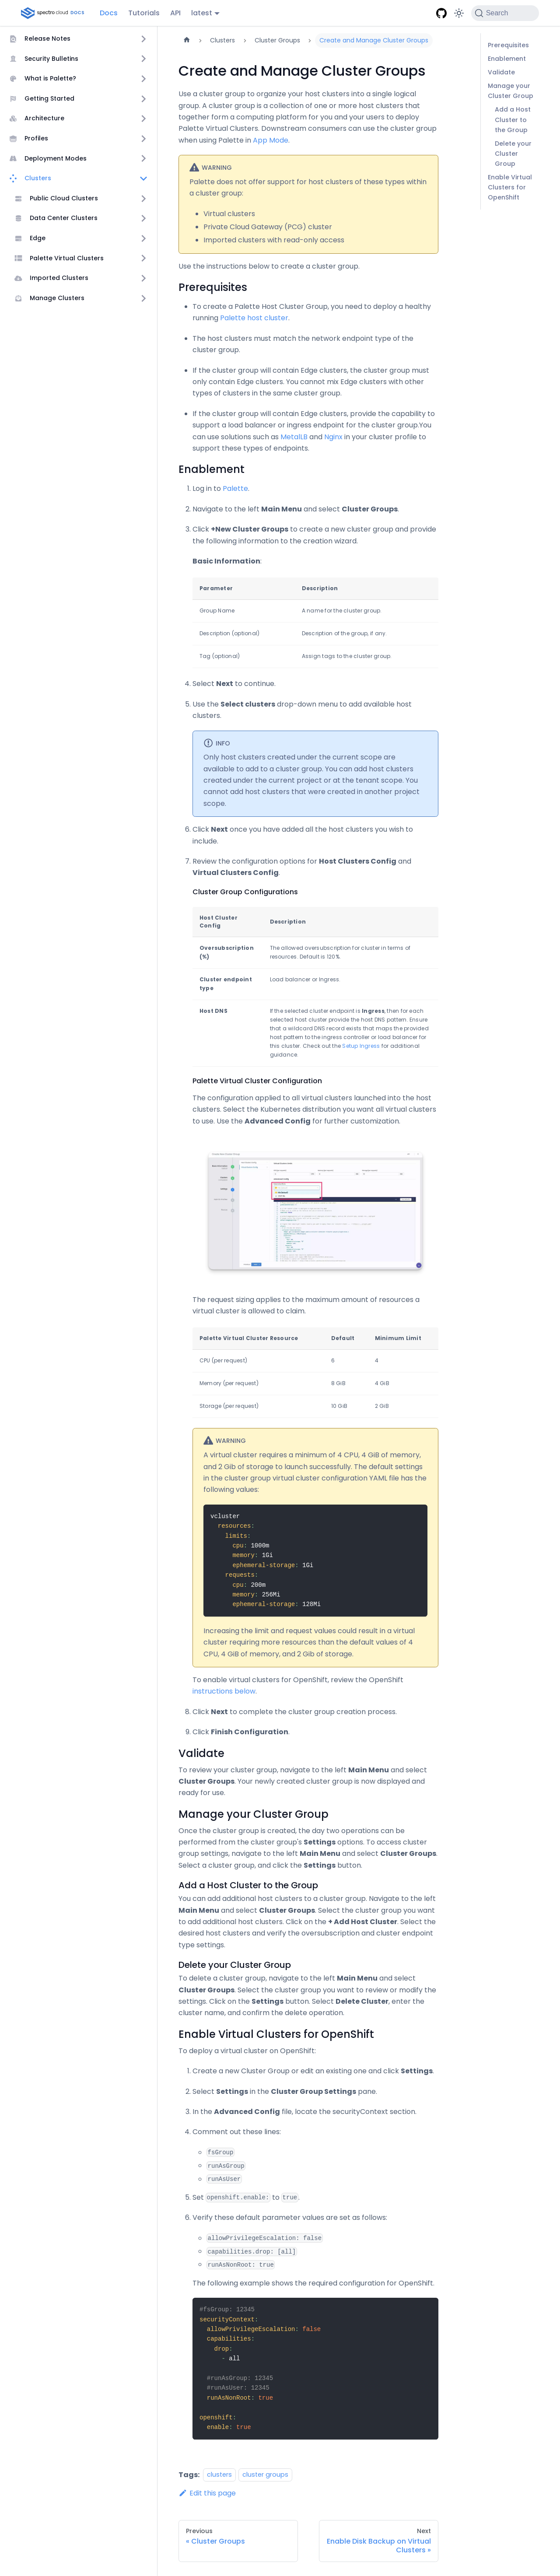 spectro cloud DOCS
Docs
Tutorials
API
latest
Search
Release Notes
Security Bulletins
What is Palette?
Getting Started
Architecture
Profiles
Deployment Modes
Clusters
Public Cloud Clusters
Data Center Clusters
Edge
Palette Virtual Clusters
Imported Clusters
Manage Clusters
Clusters
Cluster Groups
Create and Manage Cluster Groups
Create and Manage Cluster Groups
Use a cluster group to organize your host clusters into a single logical
group. A cluster group is a collection of one or more host clusters that
together form a computing platform for you and your users to deploy
Palette Virtual Clusters. Downstream consumers can use the cluster group
when using Palette in App Mode.
WARNING
Palette does not offer support for host clusters of these types within
a cluster group:
Virtual clusters
Private Cloud Gateway (PCG) cluster
Imported clusters with read-only access
Use the instructions below to create a cluster group.
Prerequisites
To create a Palette Host Cluster Group, you need to deploy a healthy
running Palette host cluster.
The host clusters must match the network endpoint type of the
cluster group.
If the cluster group will contain Edge clusters, the cluster group must
only contain Edge clusters. You cannot mix Edge clusters with other
types of clusters in the same cluster group.
If the cluster group will contain Edge clusters, provide the capability to
support a load balancer or ingress endpoint for the cluster group.You
can use solutions such as MetalLB and Nginx in your cluster profile to
support these types of endpoints.
Enablement
1. Log in to Palette.
2. Navigate to the left Main Menu and select Cluster Groups.
3. Click +New Cluster Groups to create a new cluster group and provide
the following information to the creation wizard.
Basic Information:
Parameter Description
Group Name A name for the cluster group.
Description (optional) Description of the group, if any.
Tag (optional) Assign tags to the cluster group.
4. Select Next to continue.
5. Use the Select clusters drop-down menu to add available host
clusters.
INFO
Only host clusters created under the current scope are
available to add to a cluster group. You can add host clusters
created under the current project or at the tenant scope. You
cannot add host clusters that were created in another project
scope.
6. Click Next once you have added all the host clusters you wish to
include.
7. Review the configuration options for Host Clusters Config and
Virtual Clusters Config.
Cluster Group Configurations
Host Cluster
Config
Description
Oversubscription
(%)
The allowed oversubscription for cluster in terms of
resources. Default is 120%.
Cluster endpoint
type
Load balancer or Ingress.
Host DNS
If the selected cluster endpoint is Ingress, then for each
selected host cluster provide the host DNS pattern. Ensure
that a wildcard DNS record exists that maps the provided
host pattern to the ingress controller or load balancer for
this cluster. Check out the Setup Ingress for additional
guidance.
Palette Virtual Cluster Configuration
The configuration applied to all virtual clusters launched into the host
clusters. Select the Kubernetes distribution you want all virtual clusters
to use. Use the Advanced Config for further customization.
The request sizing applies to the maximum amount of resources a
virtual cluster is allowed to claim.
Palette Virtual Cluster Resource Default Minimum Limit
CPU (per request) 6 4
Memory (per request) 8 GiB 4 GiB
Storage (per request) 10 GiB 2 GiB
WARNING
A virtual cluster requires a minimum of 4 CPU, 4 GiB of memory,
and 2 Gib of storage to launch successfully. The default settings
in the cluster group virtual cluster configuration YAML file has the
following values:
vcluster
resources:
limits:
cpu: 1000m
memory: 1Gi
ephemeral-storage: 1Gi
requests:
cpu: 200m
memory: 256Mi
ephemeral-storage: 128Mi
Increasing the limit and request values could result in a virtual
cluster requiring more resources than the default values of 4
CPU, 4 GiB of memory, and 2 Gib of storage.
To enable virtual clusters for OpenShift, review the OpenShift
instructions below.
8. Click Next to complete the cluster group creation process.
9. Click Finish Configuration.
Validate
To review your cluster group, navigate to the left Main Menu and select
Cluster Groups. Your newly created cluster group is now displayed and
ready for use.
Manage your Cluster Group
Once the cluster group is created, the day two operations can be
performed from the cluster group's Settings options. To access cluster
group settings, navigate to the left Main Menu and select Cluster Groups.
Select a cluster group, and click the Settings button.
Add a Host Cluster to the Group
You can add additional host clusters to a cluster group. Navigate to the left
Main Menu and select Cluster Groups. Select the cluster group you want
to add additional host clusters. Click on the + Add Host Cluster. Select the
desired host clusters and verify the oversubscription and cluster endpoint
type settings.
Delete your Cluster Group
To delete a cluster group, navigate to the left Main Menu and select
Cluster Groups. Select the cluster group you want to review or modify the
settings. Click on the Settings button. Select Delete Cluster, enter the
cluster name, and confirm the delete operation.
Enable Virtual Clusters for OpenShift
To deploy a virtual cluster on OpenShift:
1. Create a new Cluster Group or edit an existing one and click Settings.
2. Select Settings in the Cluster Group Settings pane.
3. In the Advanced Config file, locate the securityContext section.
4. Comment out these lines:
fsGroup
runAsGroup
runAsUser
5. Set openshift.enable: to true.
6. Verify these default parameter values are set as follows:
allowPrivilegeEscalation: false
capabilities.drop: [all]
runAsNonRoot: true
The following example shows the required configuration for OpenShift.
#fsGroup: 12345
securityContext:
allowPrivilegeEscalation: false
capabilities:
drop:
- all
#runAsGroup: 12345
#runAsUser: 12345
runAsNonRoot: true
openshift:
enable: true
Tags: clusters cluster groups
Edit this page
Previous
« Cluster Groups
Next
Enable Disk Backup on Virtual
Clusters »
Prerequisites
Enablement
Validate
Manage your
Cluster Group
Add a Host
Cluster to
the Group
Delete your
Cluster
Group
Enable Virtual
Clusters for
OpenShift